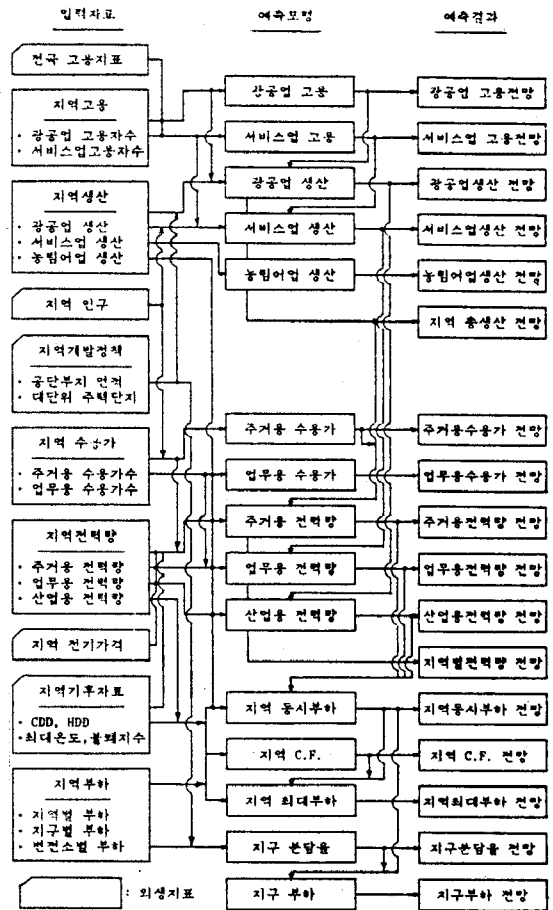 입력자료
예측모형
예측결과
전국 고용지표
지역고용
· 광공업 고용자수
· 서비스업고용자수
지역생산
· 광공업 생산
· 서비스업 생산
· 농림어업 생산
지역 인구
지역개발정책
· 공단부지 면적
· 대단위 주택단지
지역 수용가
· 주거용 수용가수
· 업무용 수용가수
지역전력량
· 주거용 전력량
· 업무용 전력량
· 산업용 전력량
지역 전기가격
지역기후자료
· CDD, HDD
· 최대온도,불쾌지수
지역부하
· 지역별 부하
· 지구별 부하
· 변전소별 부하
: 외생지표
광공업 고용
서비스업 고용
광공업 생산
서비스업 생산
농림어업 생산
주거용 수용가
업무용 수용가
주거용 전력량
업무용 전력량
산업용 전력량
지역 동시부하
지역 C.F.
지역 최대부하
지구 분담율
지구 부하
광공업 고용전망
서비스업 고용전망
광공업생산 전망
서비스업생산 전망
농림어업생산 전망
지역 총생산 전망
주거용수용가 전망
업무용수용가 전망
주거용전력량 전망
업무용전력량 전망
산업용전력량 전망
지역별전력량 전망
지역동시부하 전망
지역 C.F. 전망
지역최대부하 전망
지구분담율 전망
지구부하 전망